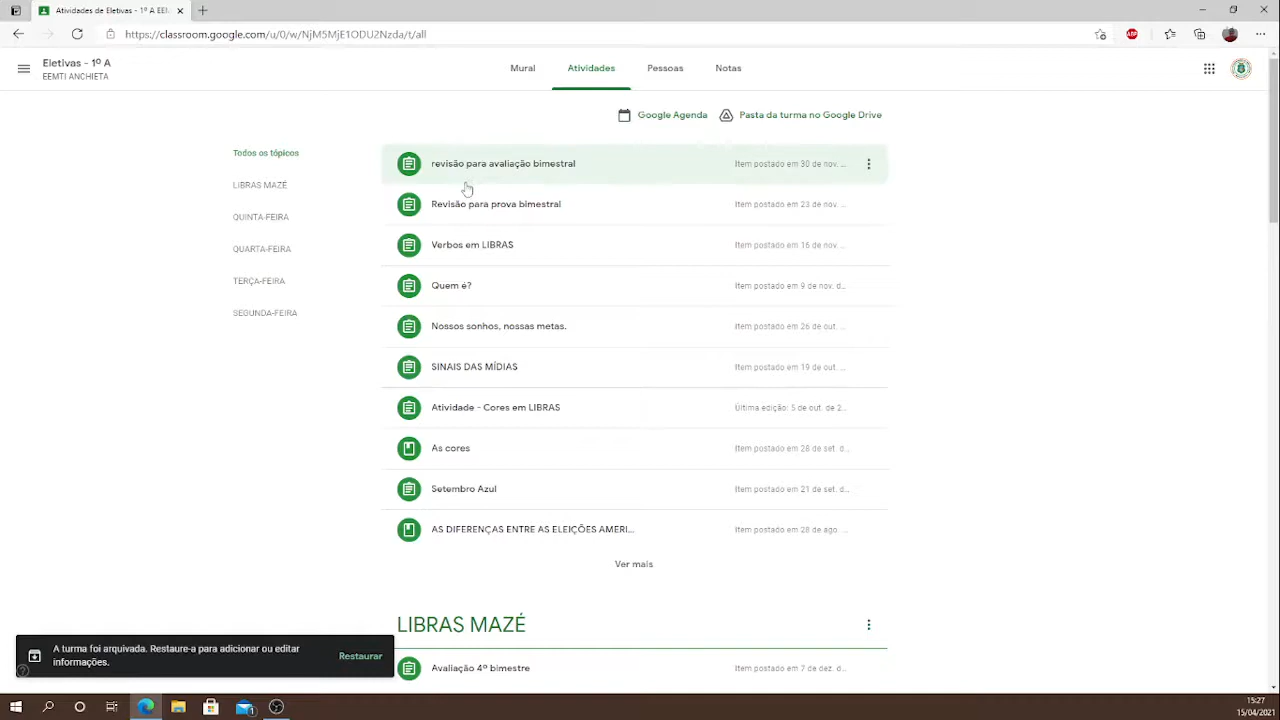 Atividades de Eletivas - 1º A EEM
https://classroom.google.com/u/0/w/NjM5MjE1ODU2Nzda/t/all
Eletivas - 1º A
EEMTI ANCHIETA
Mural
Atividades
Pessoas
Notas
Google Agenda
Pasta da turma no Google Drive
Todos os tópicos
LIBRAS MAZÉ
QUINTA-FEIRA
QUARTA-FEIRA
TERÇA-FEIRA
SEGUNDA-FEIRA
revisão para avaliação bimestral Item postado em 30 de nov. ...
Revisão para prova bimestral Item postado em 23 de nov. ...
Verbos em LIBRAS Item postado em 16 de nov. ...
Quem é? Item postado em 9 de nov. d...
Nossos sonhos, nossas metas. Item postado em 26 de out. ...
SINAIS DAS MÍDIAS Item postado em 19 de out. ...
Atividade - Cores em LIBRAS Última edição: 5 de out. de 2...
As cores Item postado em 28 de set. d...
Setembro Azul Item postado em 21 de set. d...
AS DIFERENÇAS ENTRE AS ELEIÇÕES AMERI... Item postado em 28 de ago. ...
Ver mais
LIBRAS MAZÉ
Avaliação 4º bimestre Item postado em 7 de dez. d...
A turma foi arquivada. Restaure-a para adicionar ou editar
informações.
Restaurar
15:27
15/04/2021